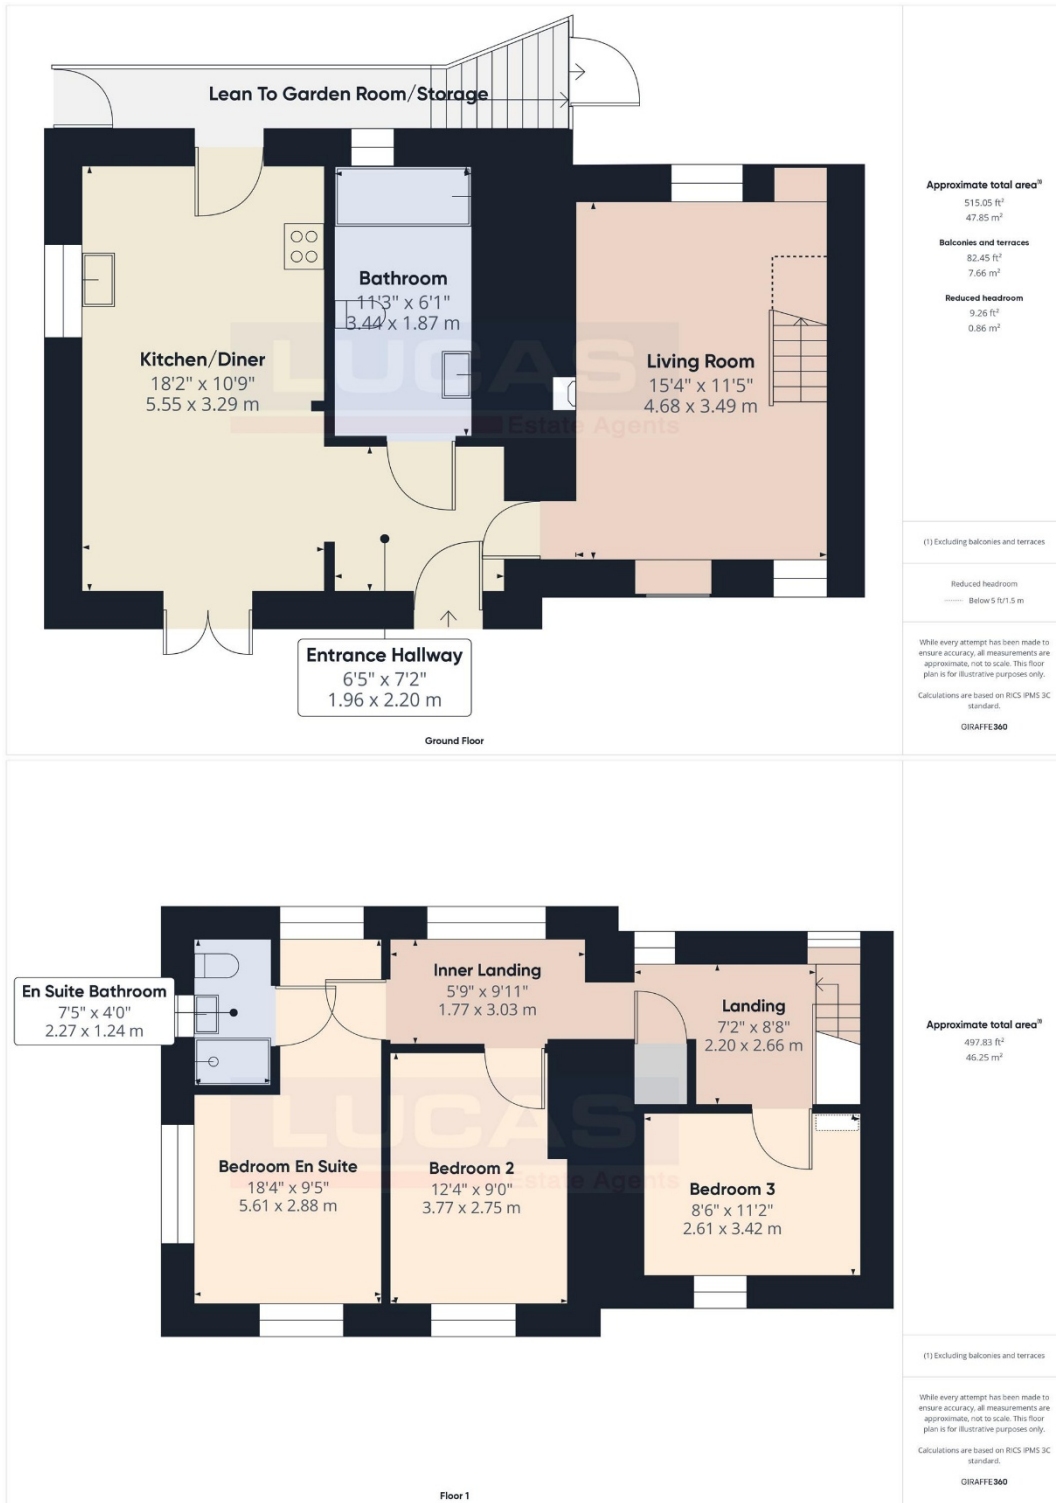 Lean To Garden Room/Storage
Bathroom
11'3" x 6'1"
3.44 x 1.87 m
Kitchen/Diner
18'2" x 10'9"
5.55 x 3.29 m
Living Room
15'4" x 11'5"
4.68 x 3.49 m
LUCAS
Estate Agents
Entrance Hallway
6'5" x 7'2"
1.96 x 2.20 m
Ground Floor
Approximate total area⁽¹⁾
515.05 ft²
47.85 m²
Balconies and terraces
82.45 ft²
7.66 m²
Reduced headroom
9.26 ft²
0.86 m²
(1) Excluding balconies and terraces
Reduced headroom
Below 5 ft/1.5 m
While every attempt has been made to
ensure accuracy, all measurements are
approximate, not to scale. This floor
plan is for illustrative purposes only.
Calculations are based on RICS IPMS 3C
standard.
GIRAFFE360
En Suite Bathroom
7'5" x 4'0"
2.27 x 1.24 m
Inner Landing
5'9" x 9'11"
1.77 x 3.03 m
Landing
7'2" x 8'8"
2.20 x 2.66 m
LUCAS
Estate Agents
Bedroom En Suite
18'4" x 9'5"
5.61 x 2.88 m
Bedroom 2
12'4" x 9'0"
3.77 x 2.75 m
Bedroom 3
8'6" x 11'2"
2.61 x 3.42 m
Floor 1
Approximate total area⁽¹⁾
497.83 ft²
46.25 m²
(1) Excluding balconies and terraces
While every attempt has been made to
ensure accuracy, all measurements are
approximate, not to scale. This floor
plan is for illustrative purposes only.
Calculations are based on RICS IPMS 3C
standard.
GIRAFFE360